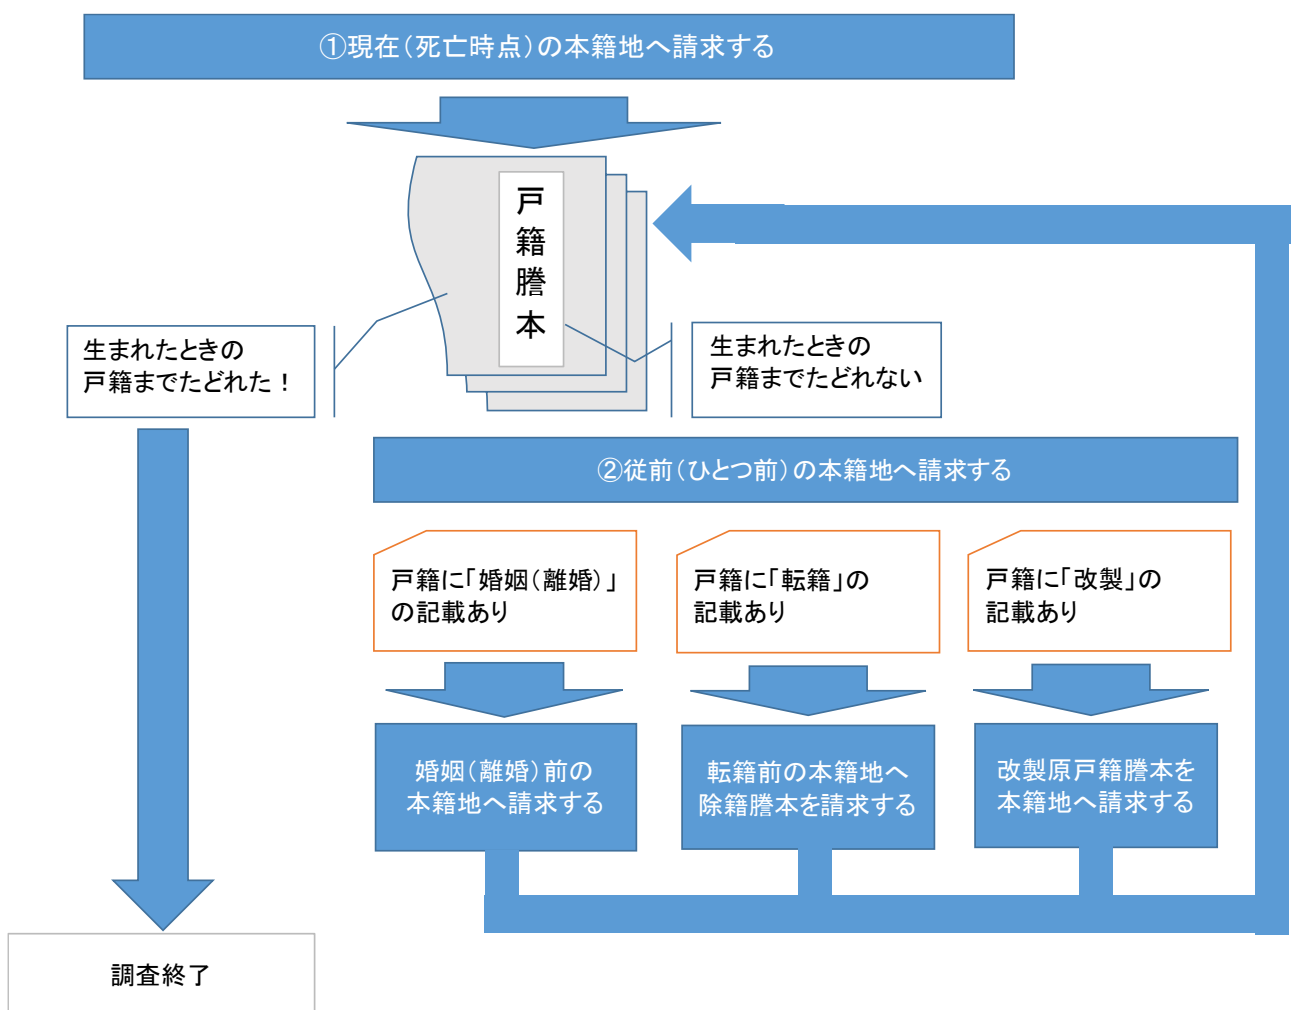 ①現在(死亡時点)の本籍地へ請求する
戸籍謄本
生まれたときの
戸籍までたどれた！
生まれたときの
戸籍までたどれない
②従前(ひとつ前)の本籍地へ請求する
戸籍に「婚姻(離婚)」
の記載あり
戸籍に「転籍」の
記載あり
戸籍に「改製」の
記載あり
婚姻(離婚)前の
本籍地へ請求する
転籍前の本籍地へ
除籍謄本を請求する
改製原戸籍謄本を
本籍地へ請求する
調査終了